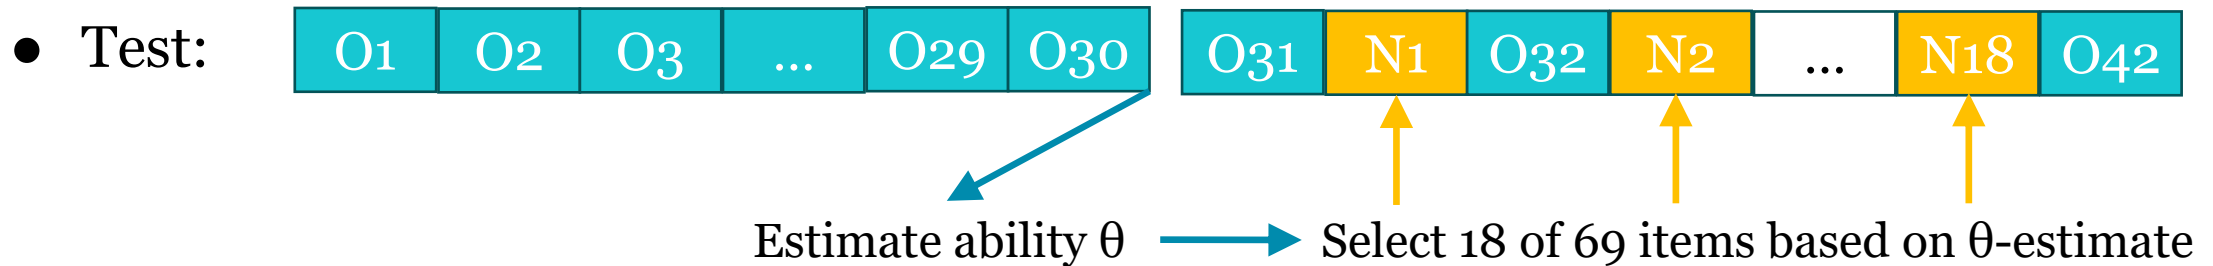 ● Test: O1 O2 O3 ... O29 O30 O31 N1 O32 N2 ... N18 O42
Estimate ability θ Select 18 of 69 items based on θ-estimate